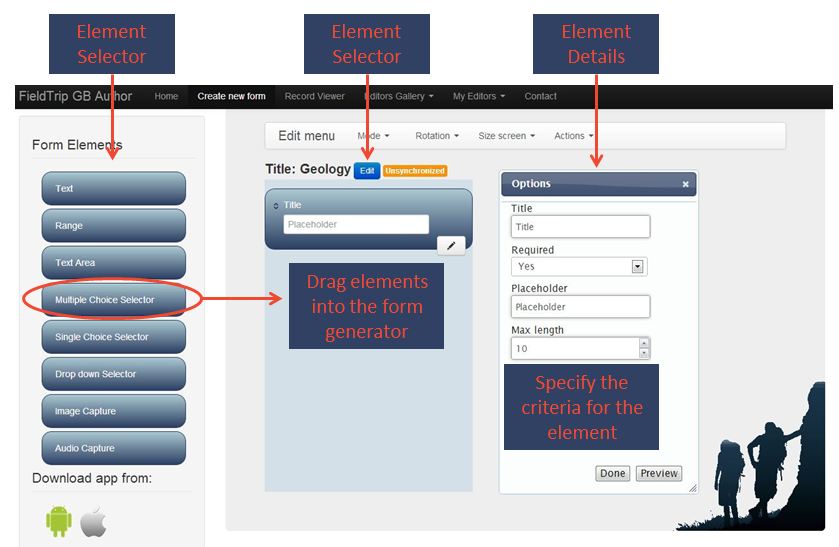 Element
Selector
Element
Selector
Element
Details
FieldTrip GB Author Home Create new form Record Viewer Editors Gallery My Editors Contact
Form Elements
Text
Range
Text Area
Multiple Choice Selector
Single Choice Selector
Drop down Selector
Image Capture
Audio Capture
Download app from:
Edit menu Mode Rotation Size screen Actions
Title: Geology Edit Unsynchronized
Title
Placeholder
Drag elements
into the form
generator
Options ×
Title
Title
Required
Yes
Placeholder
Placeholder
Max length
10
Specify the
criteria for the
element
Done Preview